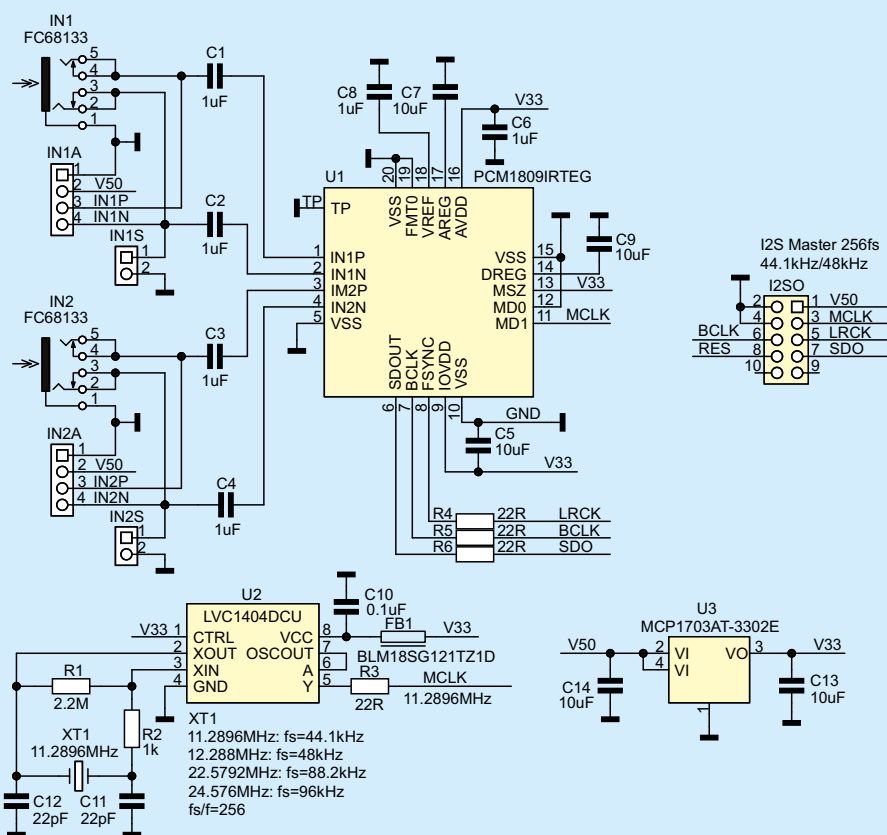 IN1
FC68133
5
4
3
2
1
C1
1uF
IN1A
1
2 V50
3 IN1P
4 IN1N
C2
1uF
IN1S
1
2
IN2
FC68133
5
4
3
2
1
C3
1uF
IN2A
1
2 V50
3 IN2P
4 IN2N
C4
1uF
IN2S
1
2
C8
1uF
C7
10uF
V33
C6
1uF
U1
PCM1809IRTEG
20 19 18 17 16
VSS FMT0 VREF AREG AVDD
TP TP
1 IN1P
2 IN1N
3 IM2P
4 IN2N
5 VSS
VSS 15
DREG 14
MSZ 13 V33
MD0 12
MD1 11 MCLK
C9
10uF
SDOUT BCLK FSYNC IOVDD VSS
6 7 8 9 10
GND
C5
10uF
V33
R4 22R LRCK
R5 22R BCLK
R6 22R SDO
I2S Master 256fs
44.1kHz/48kHz
I2SO
2 1 V50
4 3 MCLK
BCLK 6 5 LRCK
RES 8 7 SDO
10 9
U2
LVC1404DCU
V33 1 CTRL
2 XOUT
3 XIN
4 GND
VCC 8
OSCOUT 7
A 6
Y 5
C10
0.1uF
FB1
V33
BLM18SG121TZ1D
R3
22R
MCLK
11.2896MHz
R1
2.2M
R2
1k
XT1
11.2896MHz
C12
22pF
C11
22pF
XT1
11.2896MHz: fs=44.1kHz
12.288MHz: fs=48kHz
22.5792MHz: fs=88.2kHz
24.576MHz: fs=96kHz
fs/f=256
U3
MCP1703AT-3302E
V50
2 VI
4 VI
VO 3
V33
1
C14
10uF
C13
10uF